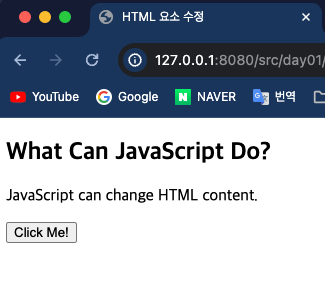 HTML 요소 수정
127.0.0.1:8080/src/day01/
YouTube Google NAVER 번역
What Can JavaScript Do?
JavaScript can change HTML content.
Click Me!